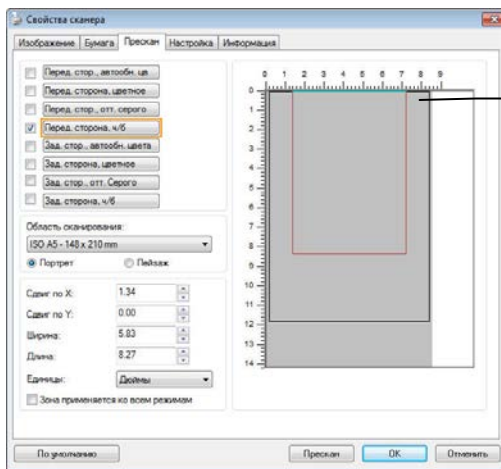 Свойства сканера
Изображение Бумага Прескан Настройка Информация
Перед. стор., автообн. цв
Перед. сторона, цветное
Перед. стор., отт. серого
Перед. сторона, ч/б
Зад. стор., автообн. цвета
Зад. сторона, цветное
Зад. стор., отт. Серого
Зад. сторона, ч/б
Область сканирования:
ISO A5 - 148 x 210 mm
Портрет Пейзаж
Сдвиг по X: 1.34
Сдвиг по Y: 0.00
Ширина: 5.83
Длина: 8.27
Единицы: Дюймы
Зона применяется ко всем режимам
0 1 2 3 4 5 6 7 8 9
0
1
2
3
4
5
6
7
8
9
10
11
12
13
14
По умолчанию Прескан OK Отменить